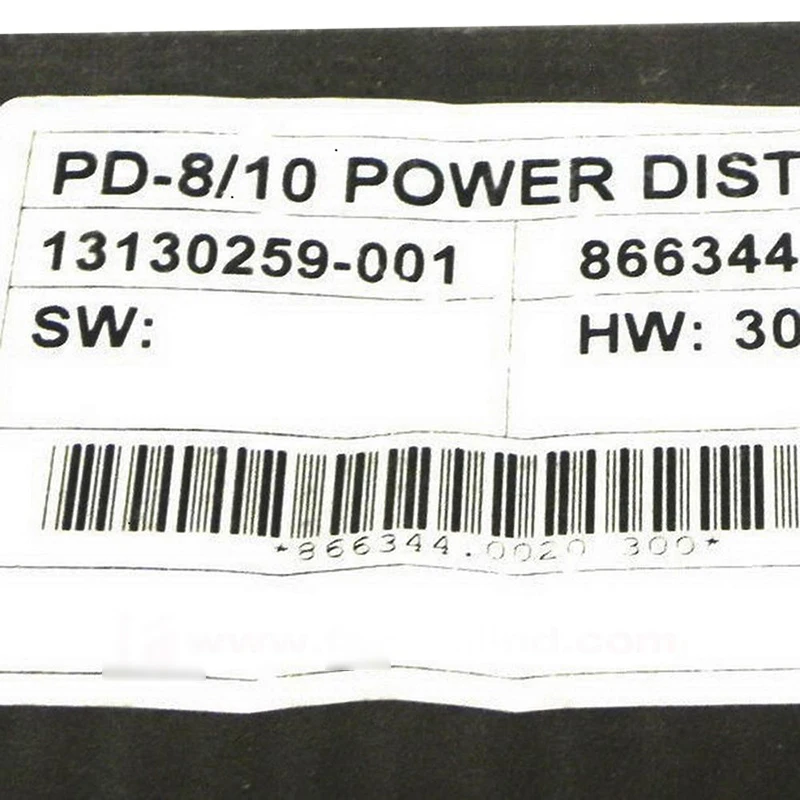 PD-8/10 POWER DIST
13130259-001 866344
SW: HW: 30
*866344.0020 300*